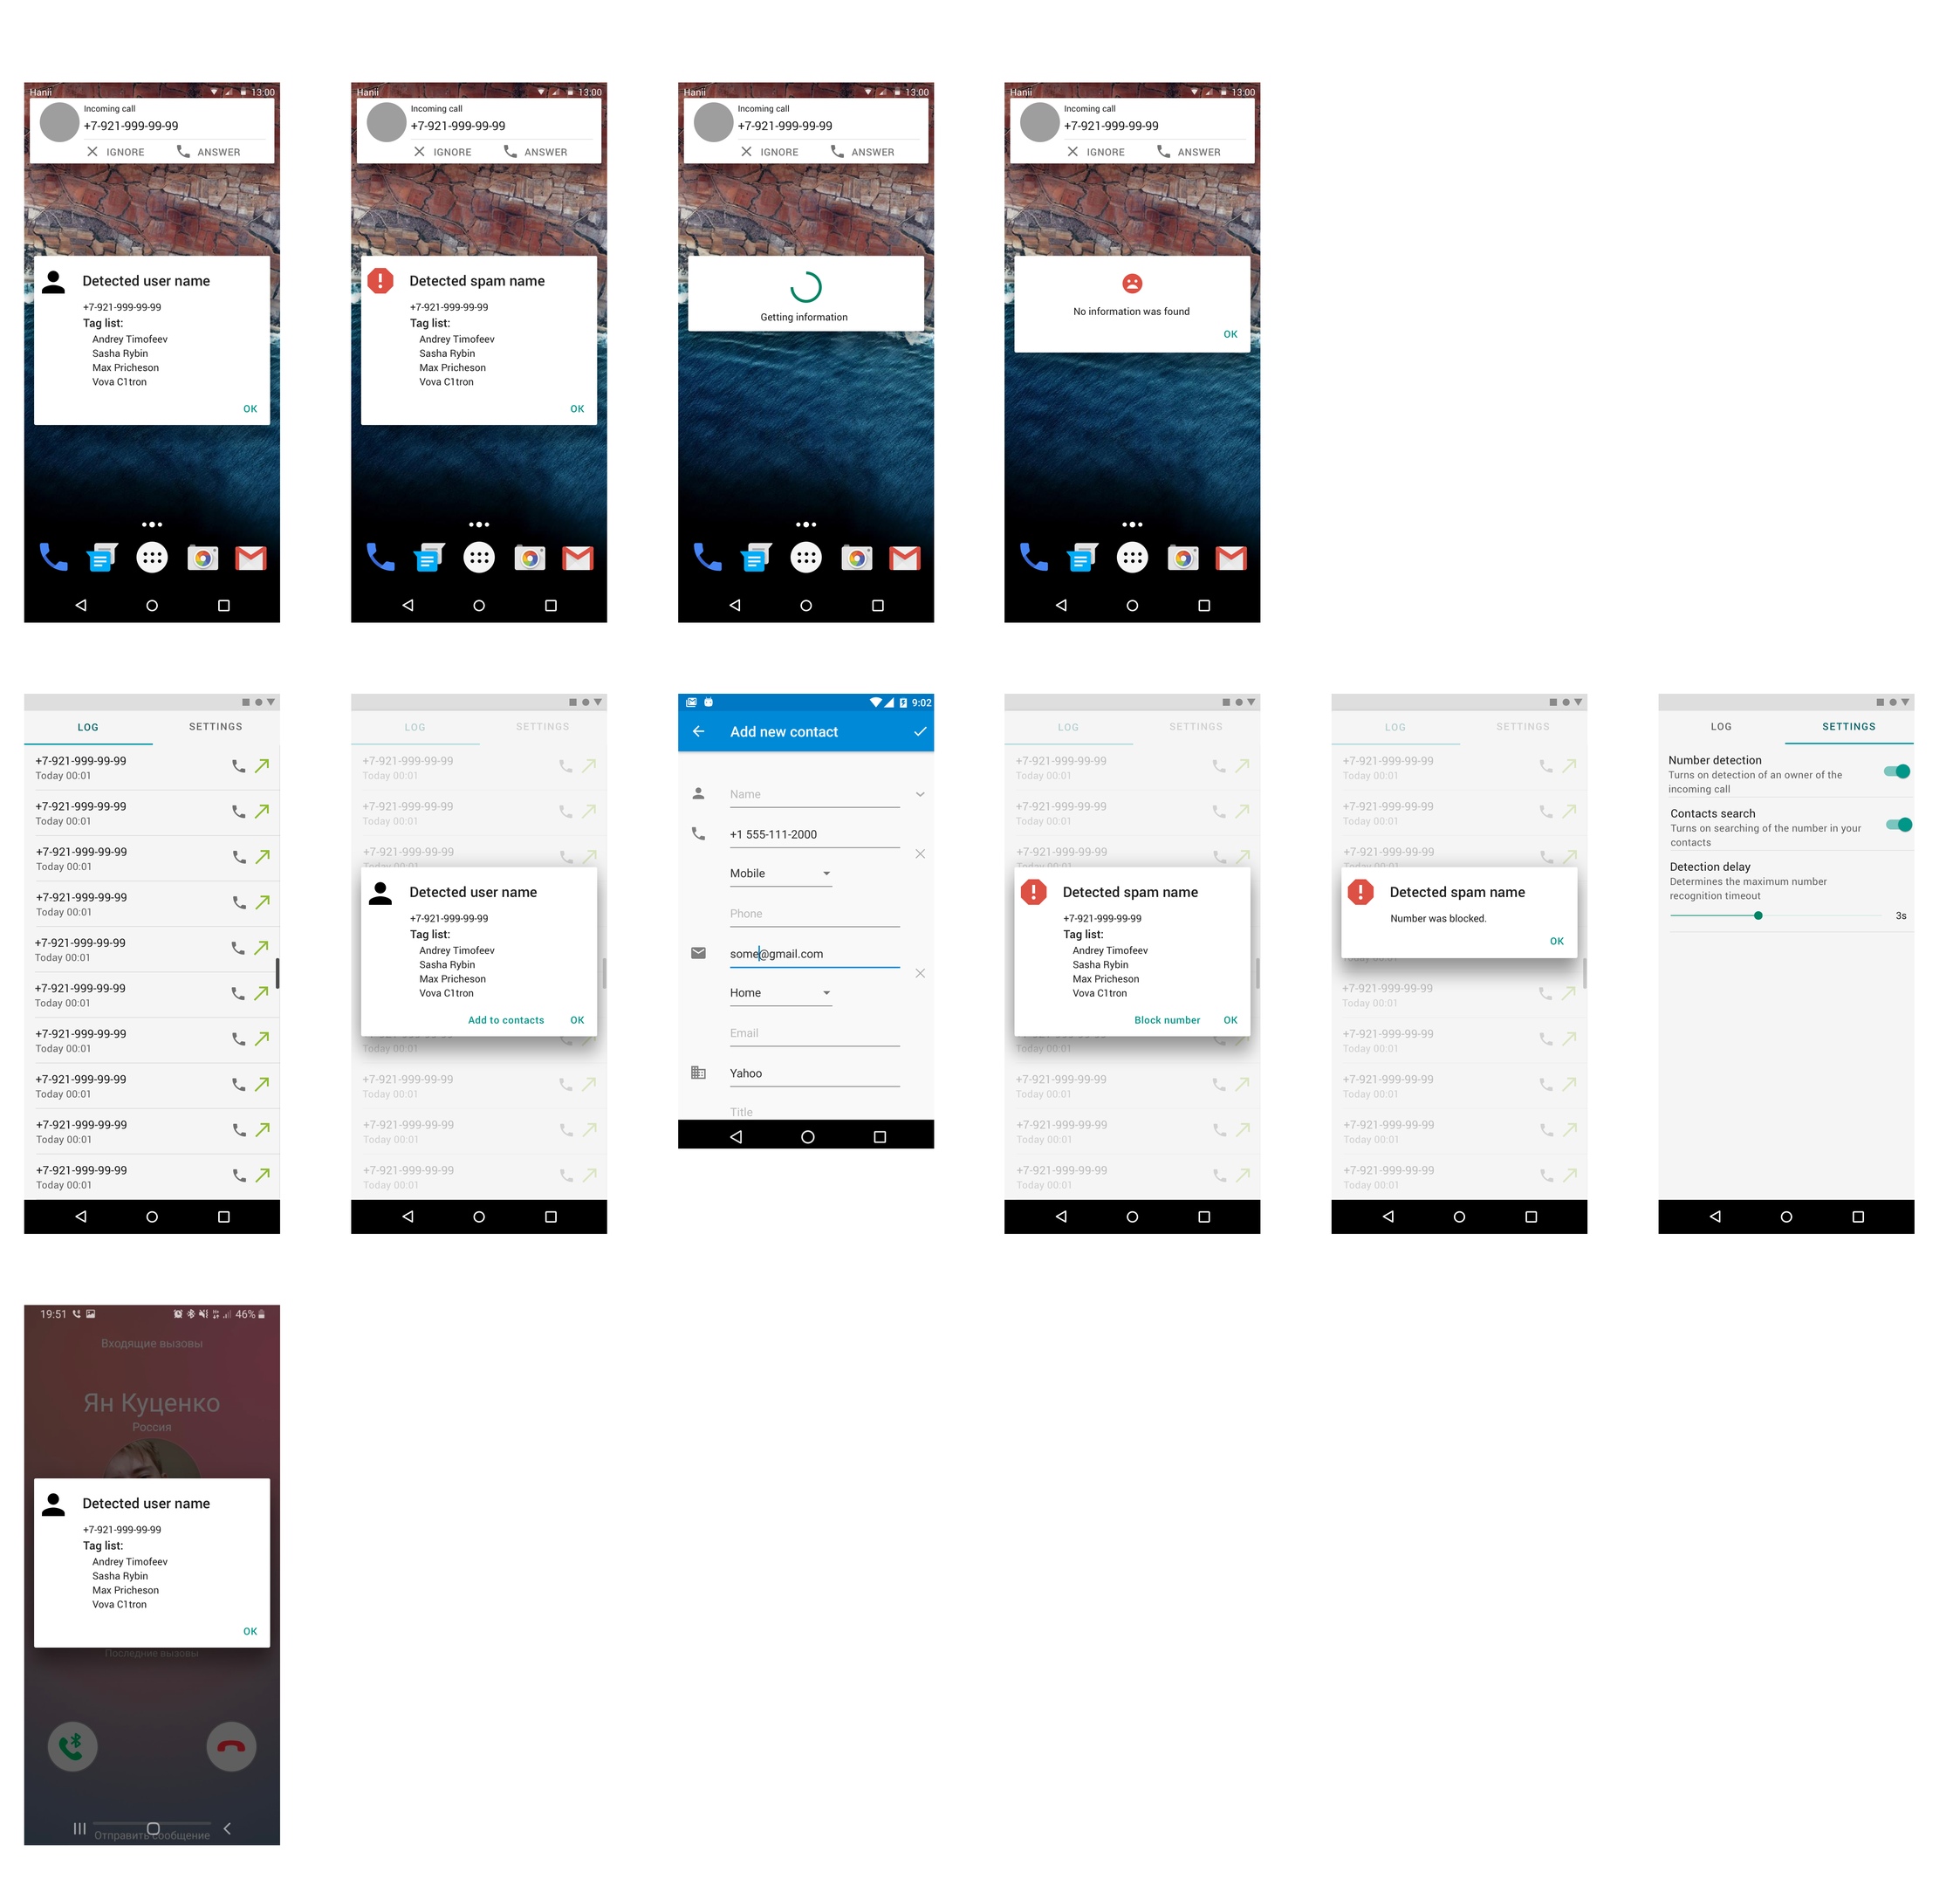 Hanii 13:00
Incoming call
+7-921-999-99-99
IGNORE ANSWER
Detected user name
+7-921-999-99-99
Tag list:
Andrey Timofeev
Sasha Rybin
Max Pricheson
Vova C1tron
OK
Hanii 13:00
Incoming call
+7-921-999-99-99
IGNORE ANSWER
Detected spam name
+7-921-999-99-99
Tag list:
Andrey Timofeev
Sasha Rybin
Max Pricheson
Vova C1tron
OK
Hanii 13:00
Incoming call
+7-921-999-99-99
IGNORE ANSWER
Getting information
Hanii 13:00
Incoming call
+7-921-999-99-99
IGNORE ANSWER
No information was found
OK
LOG SETTINGS
+7-921-999-99-99
Today 00:01
+7-921-999-99-99
Today 00:01
+7-921-999-99-99
Today 00:01
+7-921-999-99-99
Today 00:01
+7-921-999-99-99
Today 00:01
+7-921-999-99-99
Today 00:01
+7-921-999-99-99
Today 00:01
+7-921-999-99-99
Today 00:01
+7-921-999-99-99
Today 00:01
+7-921-999-99-99
Today 00:01
LOG SETTINGS
+7-921-999-99-99
Today 00:01
+7-921-999-99-99
Today 00:01
+7-921-999-99-99
Detected user name
+7-921-999-99-99
Tag list:
Andrey Timofeev
Sasha Rybin
Max Pricheson
Vova C1tron
Add to contacts OK
Today 00:01
+7-921-999-99-99
Today 00:01
+7-921-999-99-99
Today 00:01
+7-921-999-99-99
Today 00:01
9:02
Add new contact
Name
+1 555-111-2000
Mobile
Phone
some@gmail.com
Home
Email
Yahoo
Title
LOG SETTINGS
+7-921-999-99-99
Today 00:01
+7-921-999-99-99
Today 00:01
+7-921-999-99-99
Detected spam name
+7-921-999-99-99
Tag list:
Andrey Timofeev
Sasha Rybin
Max Pricheson
Vova C1tron
Block number OK
Today 00:01
+7-921-999-99-99
Today 00:01
+7-921-999-99-99
Today 00:01
+7-921-999-99-99
Today 00:01
LOG SETTINGS
+7-921-999-99-99
Today 00:01
+7-921-999-99-99
Today 00:01
+7-921-999-99-99
Detected spam name
Number was blocked.
OK
Today 00:01
+7-921-999-99-99
Today 00:01
+7-921-999-99-99
Today 00:01
+7-921-999-99-99
Today 00:01
+7-921-999-99-99
Today 00:01
+7-921-999-99-99
Today 00:01
LOG SETTINGS
Number detection
Turns on detection of an owner of the
incoming call
Contacts search
Turns on searching of the number in your
contacts
Detection delay
Determines the maximum number
recognition timeout
3s
19:51 46%
Входящие вызовы
Ян Куценко
Россия
Detected user name
+7-921-999-99-99
Tag list:
Andrey Timofeev
Sasha Rybin
Max Pricheson
Vova C1tron
OK
Последние вызовы
Отправить сообщение